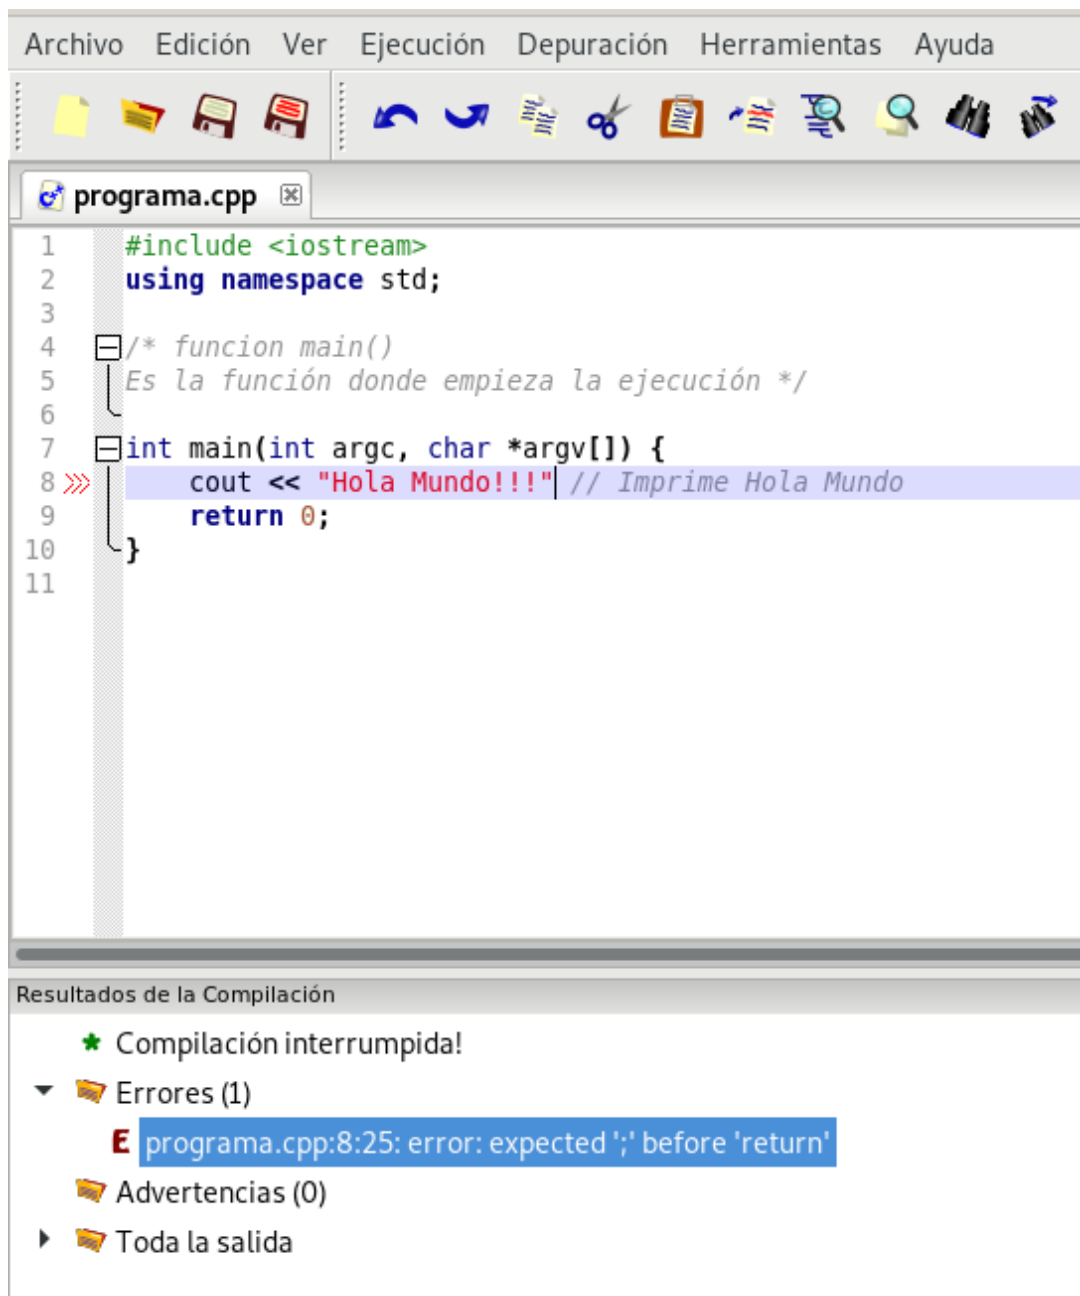 Archivo Edición Ver Ejecución Depuración Herramientas Ayuda
programa.cpp
1 #include <iostream>
2 using namespace std;
3
4 /* funcion main()
5 Es la función donde empieza la ejecución */
6
7 int main(int argc, char *argv[]) {
8 cout << "Hola Mundo!!!" // Imprime Hola Mundo
9 return 0;
10 }
11
Resultados de la Compilación
Compilación interrumpida!
Errores (1)
E programa.cpp:8:25: error: expected ';' before 'return'
Advertencias (0)
Toda la salida